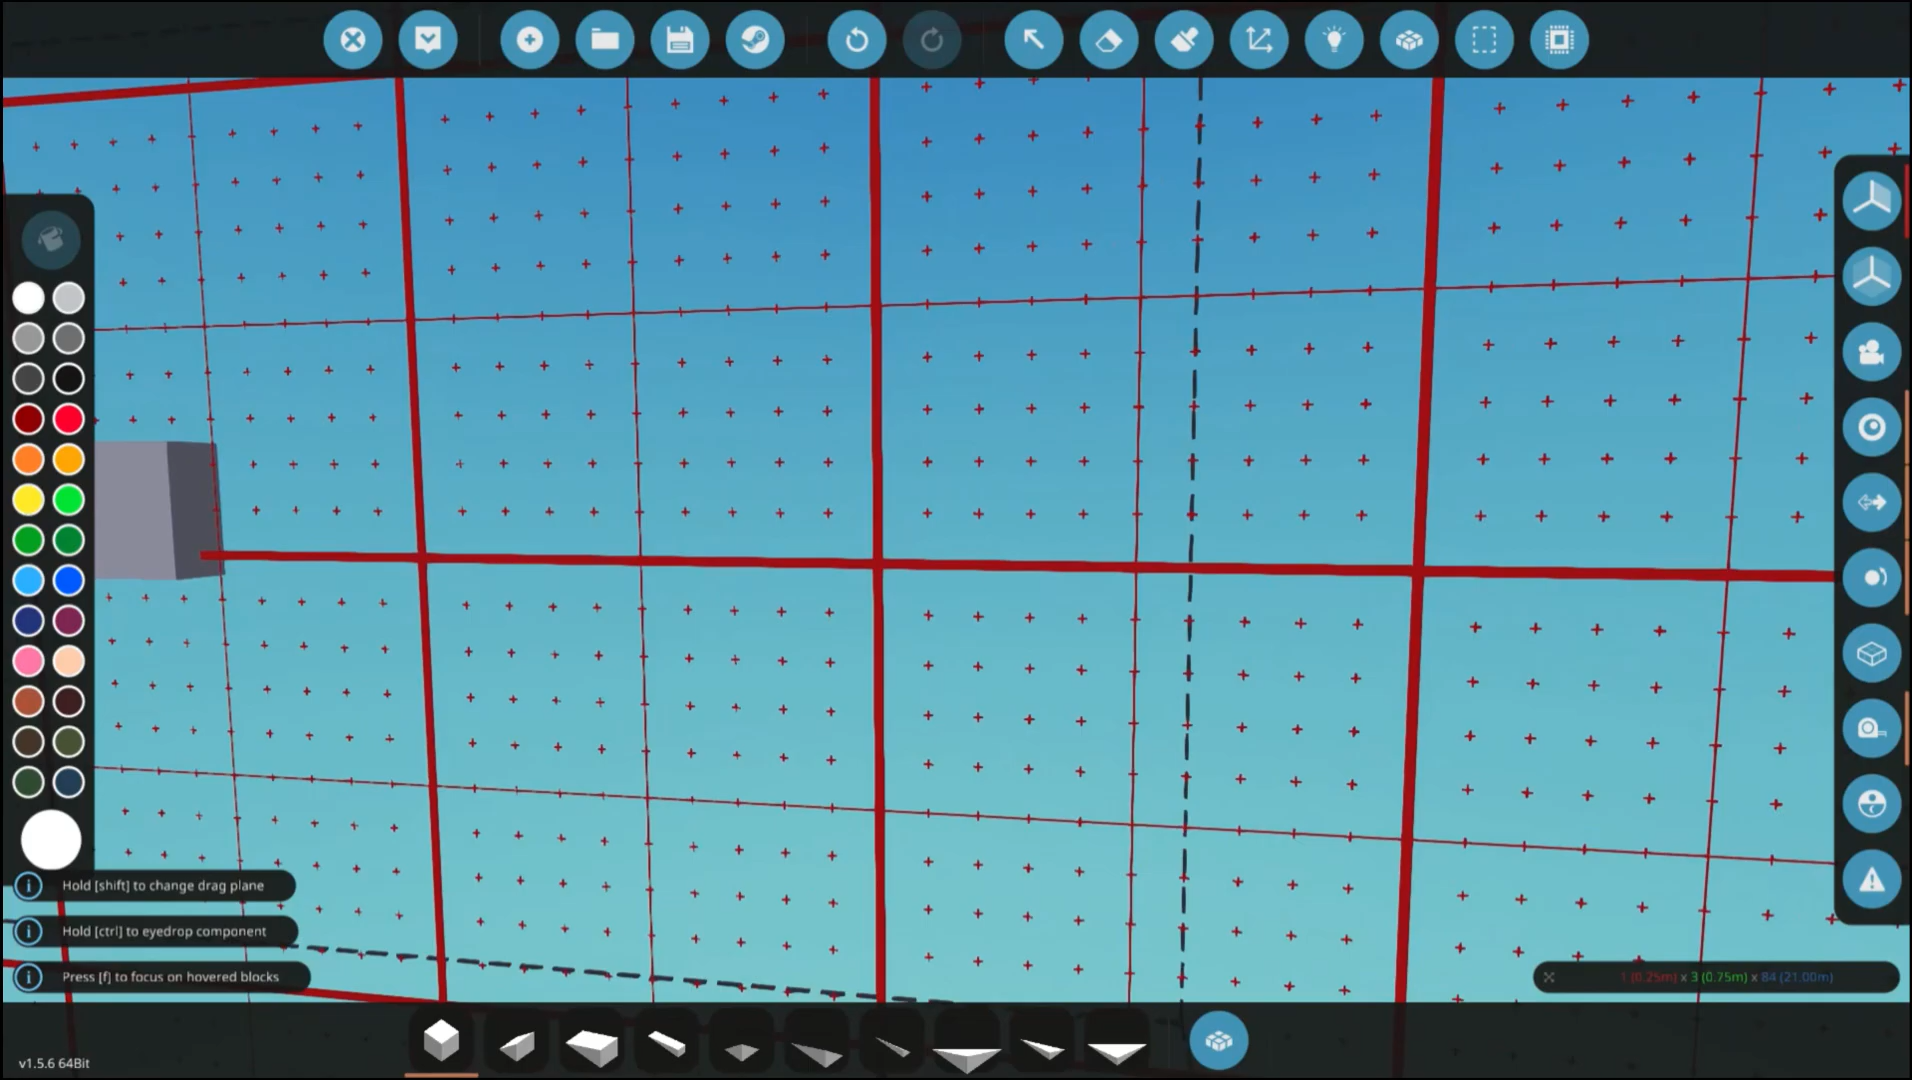 Hold [shift] to change drag plane
Hold [ctrl] to eyedrop component
Press [f] to focus on hovered blocks
1 (0.25m) x 3 (0.75m) x 84 (21.00m)
v1.5.6 64Bit